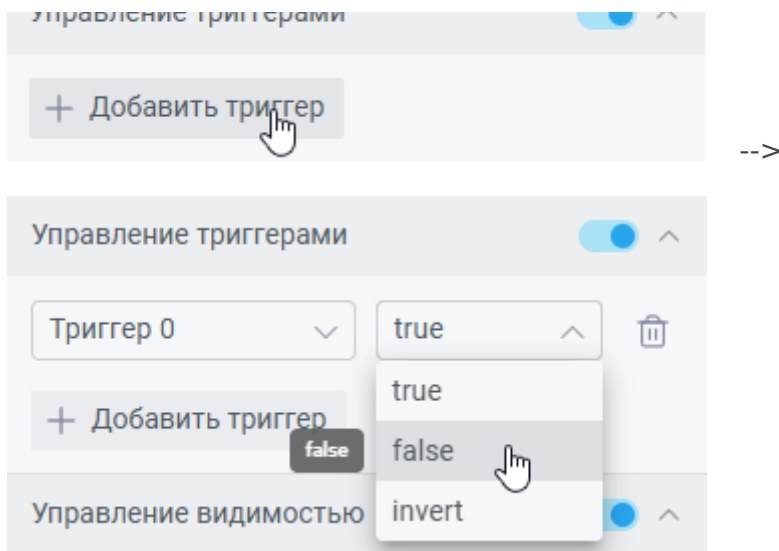 Управление триггерами
+ Добавить триггер
-->
Управление триггерами
Триггер 0 true
true
+ Добавить триггер
false
false
invert
Управление видимостью